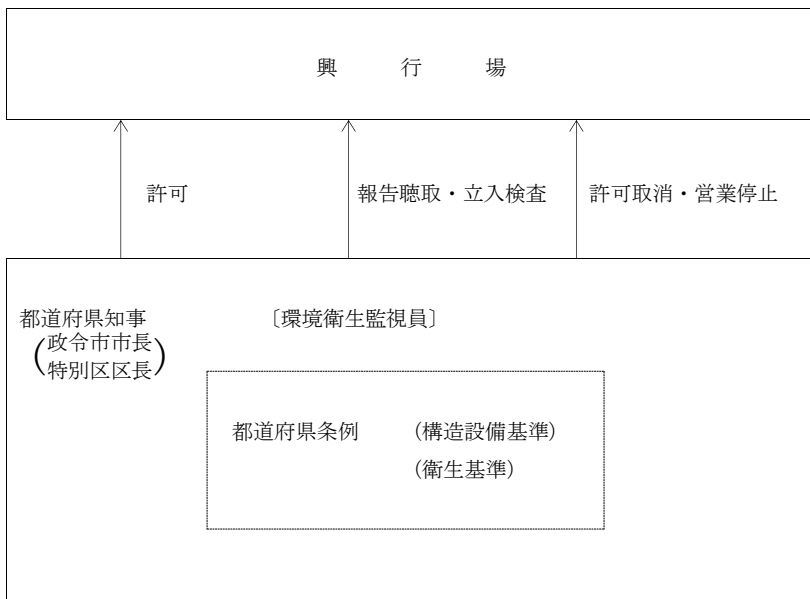 興　行　場
許可
報告聴取・立入検査
許可取消・営業停止
都道府県知事
〔環境衛生監視員〕
(政令市市長
特別区区長)
都道府県条例　(構造設備基準)
(衛生基準)